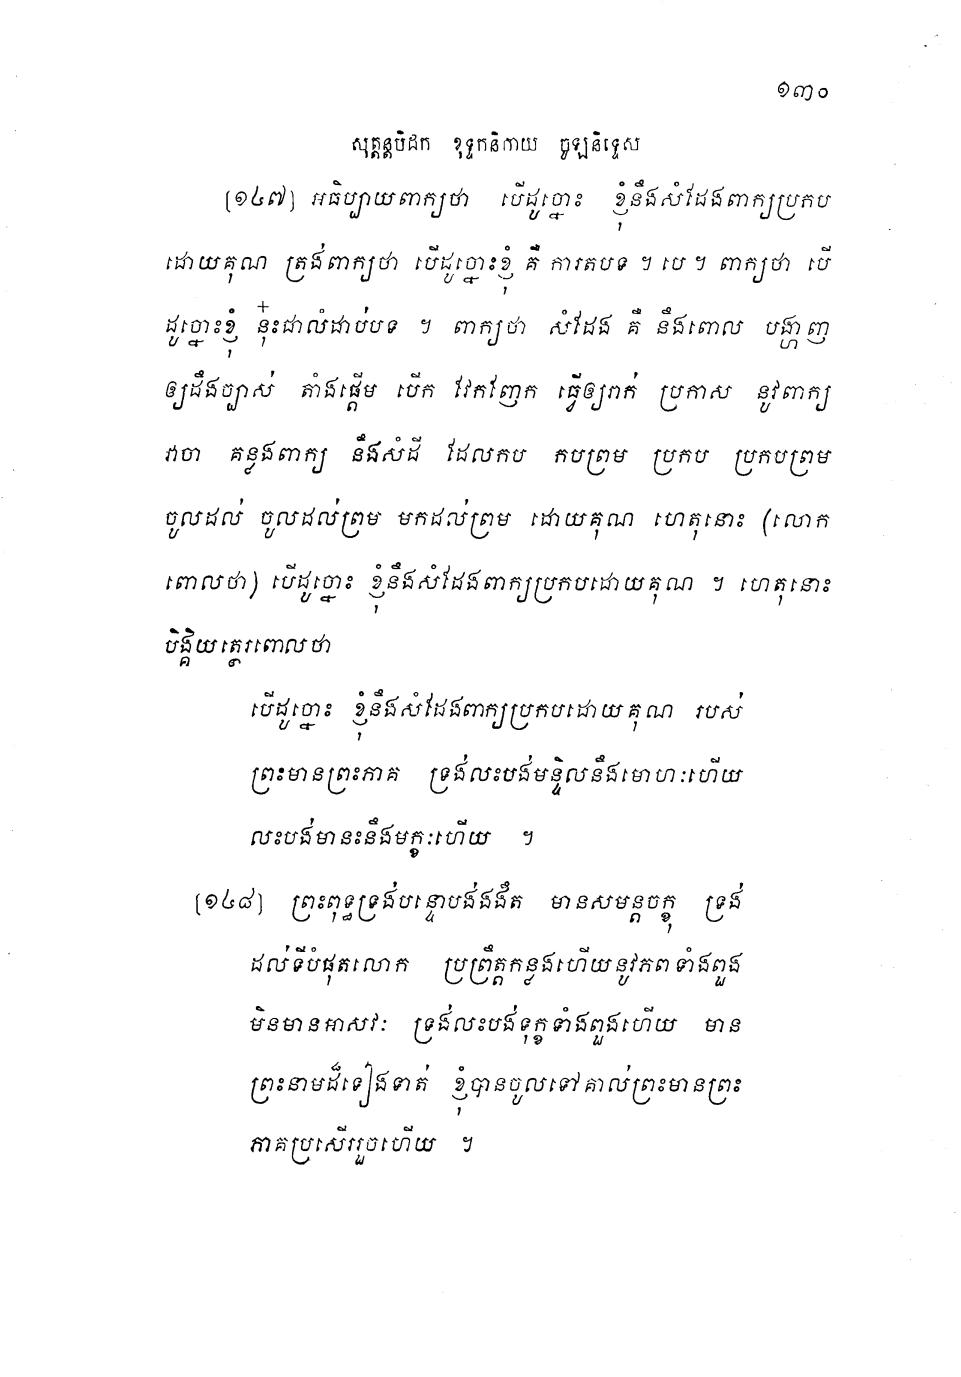 ១៣០
សុត្តន្តបិដក ខុទ្ទកនិកាយ ចូឡនិទ្ទេស
[១៤៧] អធិប្បាយពាក្យថា បើដូច្នោះ ខ្ញុំនឹងសំដែងពាក្យប្រកប
ដោយគុណ ត្រង់ពាក្យថា បើដូច្នោះខ្ញុំ គឺ ការតបទ ។ បេ ។ ពាក្យថា បើ
ដូច្នោះខ្ញុំ នុ៎ះជាលំដាប់បទ ។ ពាក្យថា សំដែង គឺ នឹងពោល បង្ហាញ
ឲ្យដឹងច្បាស់ តាំងផ្តើម បើក វែកញែក ធ្វើឲ្យរាក់ ប្រកាស នូវពាក្យ
វាចា គន្លងពាក្យ នឹងសំដី ដែលកប កបព្រម ប្រកប ប្រកបព្រម
ចូលដល់ ចូលដល់ព្រម មកដល់ព្រម ដោយគុណ ហេតុនោះ (លោក
ពោលថា) បើដូច្នោះ ខ្ញុំនឹងសំដែងពាក្យប្រកបដោយគុណ ។ ហេតុនោះ
បិង្គិយត្ថេរពោលថា
បើដូច្នោះ ខ្ញុំនឹងសំដែងពាក្យប្រកបដោយគុណ របស់
ព្រះមានព្រះភាគ ទ្រង់លះបង់មន្ទិលនឹងមោហៈហើយ
លះបង់មានះនឹងមក្ខៈហើយ ។
[១៤៨] ព្រះពុទ្ធទ្រង់បន្ទោបង់ងងឹត មានសមន្តចក្ខុ ទ្រង់
ដល់ទីបំផុតលោក ប្រព្រឹត្តកន្លងហើយនូវភពទាំងពួង
មិនមានអាសវៈ ទ្រង់លះបង់ទុក្ខទាំងពួងហើយ មាន
ព្រះនាមដ៏ទៀងទាត់ ខ្ញុំបានចូលទៅគាល់ព្រះមានព្រះ
ភាគប្រសើររួចហើយ ។